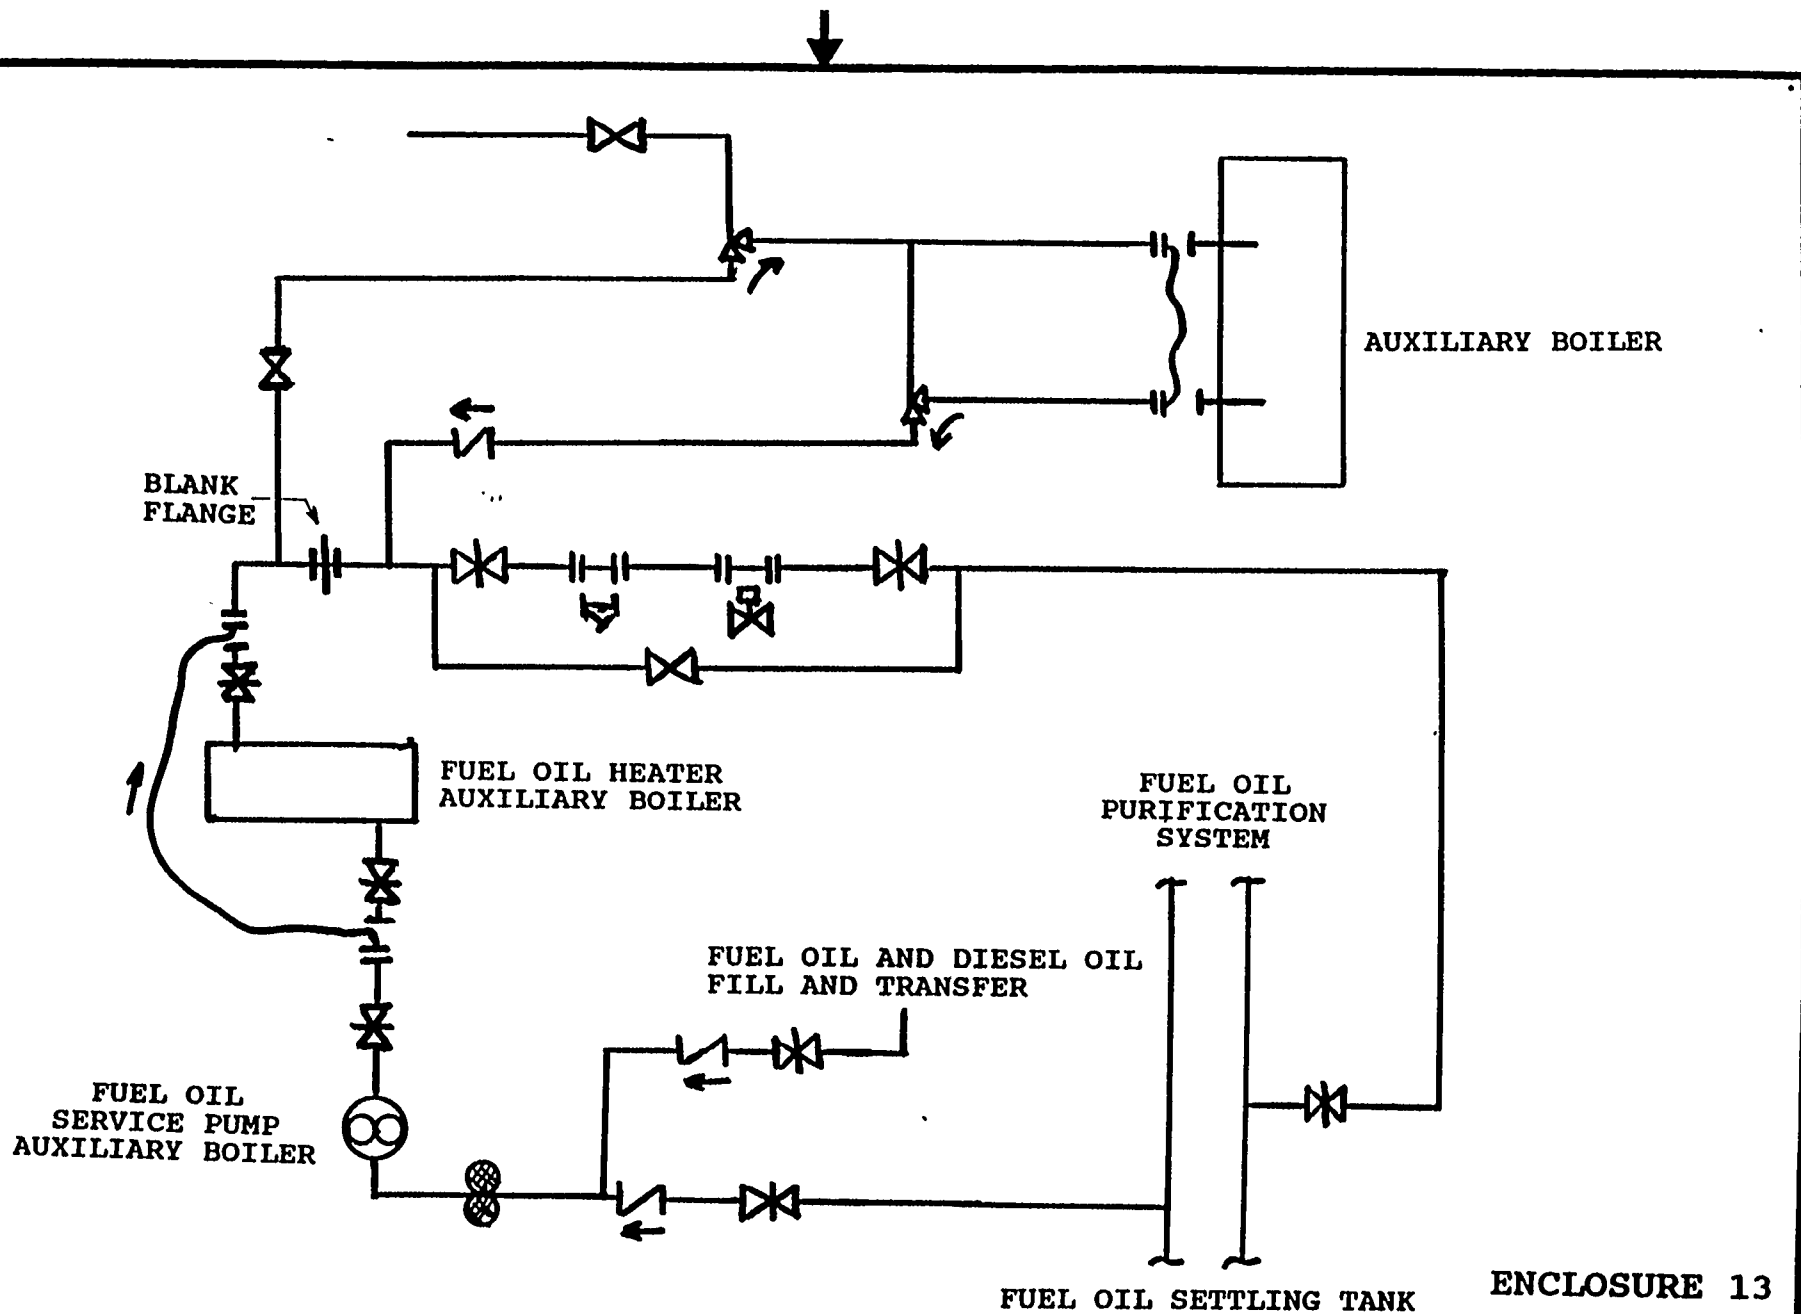 AUXILIARY BOILER
BLANK
FLANGE
FUEL OIL HEATER
AUXILIARY BOILER
FUEL OIL
PURIFICATION
SYSTEM
FUEL OIL AND DIESEL OIL
FILL AND TRANSFER
FUEL OIL
SERVICE PUMP
AUXILIARY BOILER
FUEL OIL SETTLING TANK
ENCLOSURE 13